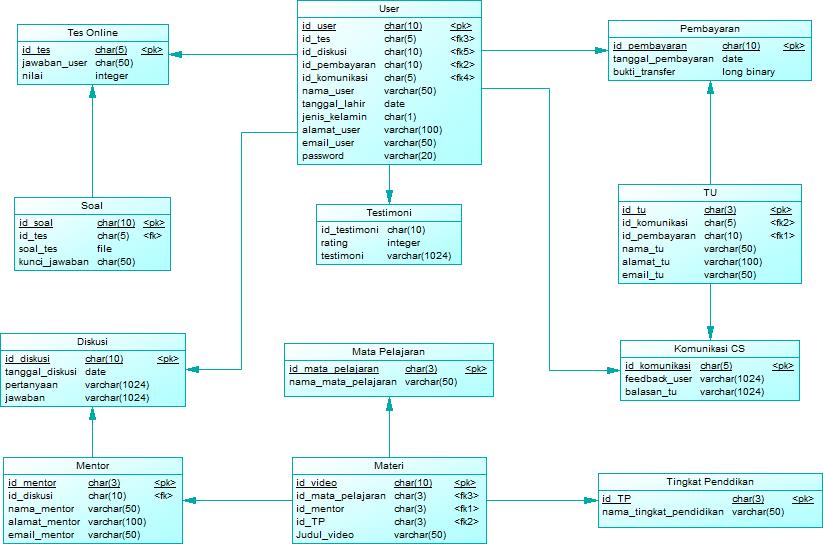 User
id_user char(10) <pk>
id_tes char(5) <fk3>
id_diskusi char(10) <fk5>
id_pembayaran char(10) <fk2>
id_komunikasi char(5) <fk4>
nama_user varchar(50)
tanggal_lahir date
jenis_kelamin char(1)
alamat_user varchar(100)
email_user varchar(50)
password varchar(20)
Tes Online
id_tes char(5) <pk>
jawaban_user char(50)
nilai integer
Pembayaran
id_pembayaran char(10) <pk>
tanggal_pembayaran date
bukti_transfer long binary
Soal
id_soal char(10) <pk>
id_tes char(5) <fk>
soal_tes file
kunci_jawaban char(50)
Testimoni
id_testimoni char(10)
rating integer
testimoni varchar(1024)
TU
id_tu char(3) <pk>
id_komunikasi char(5) <fk2>
id_pembayaran char(10) <fk1>
nama_tu varchar(50)
alamat_tu varchar(100)
email_tu varchar(50)
Diskusi
id_diskusi char(10) <pk>
tanggal_diskusi date
pertanyaan varchar(1024)
jawaban varchar(1024)
Mata Pelajaran
id_mata_pelajaran char(3) <pk>
nama_mata_pelajaran varchar(50)
Komunikasi CS
id_komunikasi char(5) <pk>
feedback_user varchar(1024)
balasan_tu varchar(1024)
Mentor
id_mentor char(3) <pk>
id_diskusi char(10) <fk>
nama_mentor varchar(50)
alamat_mentor varchar(100)
email_mentor varchar(50)
Materi
id_video char(10) <pk>
id_mata_pelajaran char(3) <fk3>
id_mentor char(3) <fk1>
id_TP char(3) <fk2>
Judul_video varchar(50)
Tingkat Penddikan
id_TP char(3) <pk>
nama_tingkat_pendidikan varchar(50)